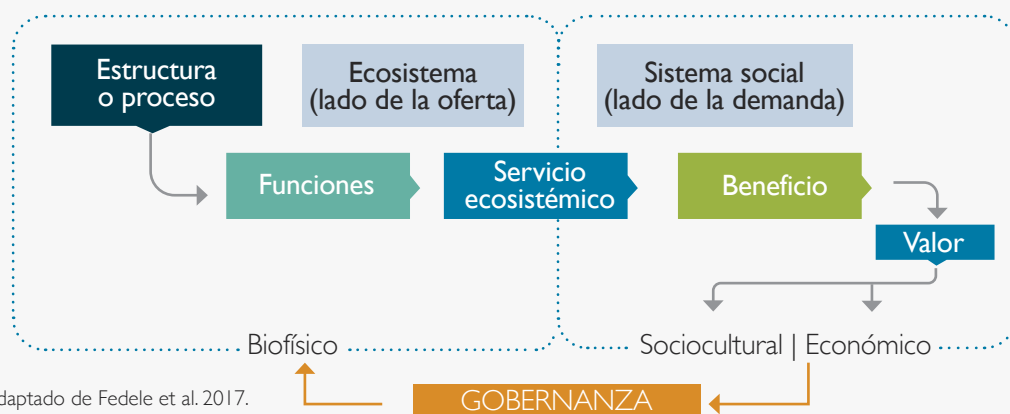 Estructura
o proceso
Ecosistema
(lado de la oferta)
Sistema social
(lado de la demanda)
Funciones
Servicio
ecosistémico
Beneficio
Valor
Biofísico
Sociocultural | Económico
daptado de Fedele et al. 2017.
GOBERNANZA